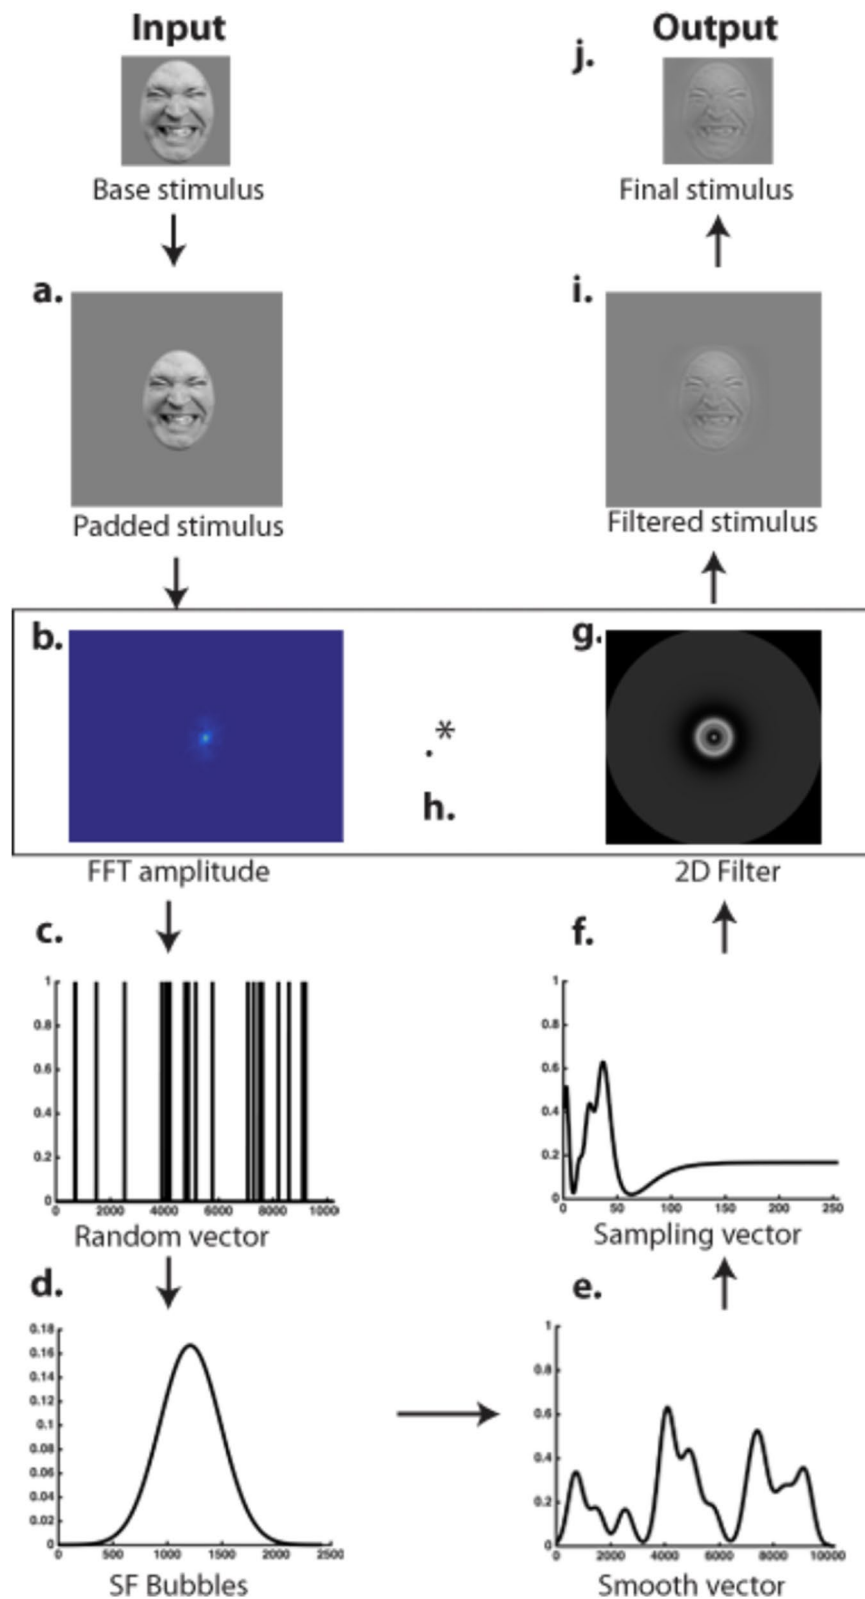 Input
Output
j.
Base stimulus
Final stimulus
a.
i.
Padded stimulus
Filtered stimulus
b.
g.
.*
h.
FFT amplitude
2D Filter
c.
f.
1
0.8
0.6
0.4
0.2
0
0 2000 4000 6000 8000 1000
Random vector
1
0.8
0.6
0.4
0.2
0
0 50 100 150 200 250
Sampling vector
d.
e.
0.18
0.16
0.14
0.12
0.1
0.08
0.06
0.04
0.02
0
0 500 1000 1500 2000 2500
SF Bubbles
1
0.8
0.6
0.4
0.2
0
0 2000 4000 6000 8000 10000
Smooth vector